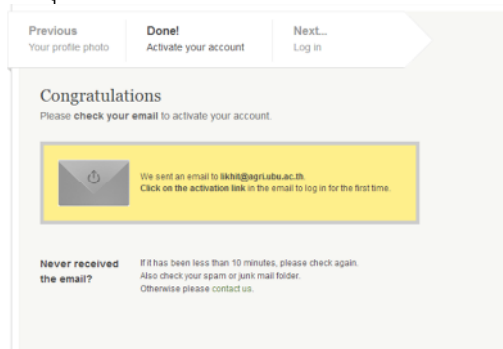 Previous
Your profile photo
Done!
Activate your account
Next...
Log in
Congratulations
Please check your email to activate your account.
We sent an email to likhit@agri.ubu.ac.th.
Click on the activation link in the email to log in for the first time.
Never received
the email?
If it has been less than 10 minutes, please check again.
Also check your spam or junk mail folder.
Otherwise please contact us.